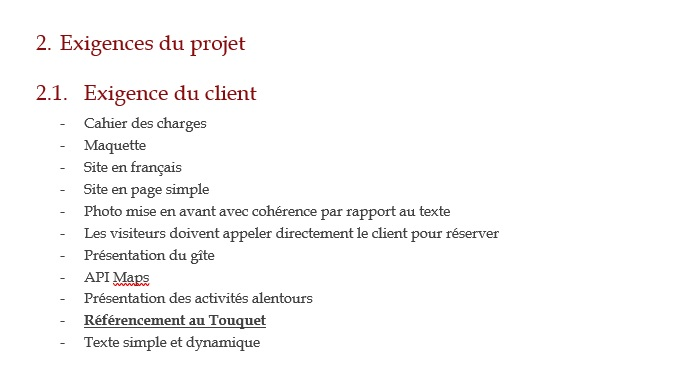 2. Exigences du projet
2.1. Exigence du client
- Cahier des charges
- Maquette
- Site en français
- Site en page simple
- Photo mise en avant avec cohérence par rapport au texte
- Les visiteurs doivent appeler directement le client pour réserver
- Présentation du gîte
- API Maps
- Présentation des activités alentours
- Référencement au Touquet
- Texte simple et dynamique